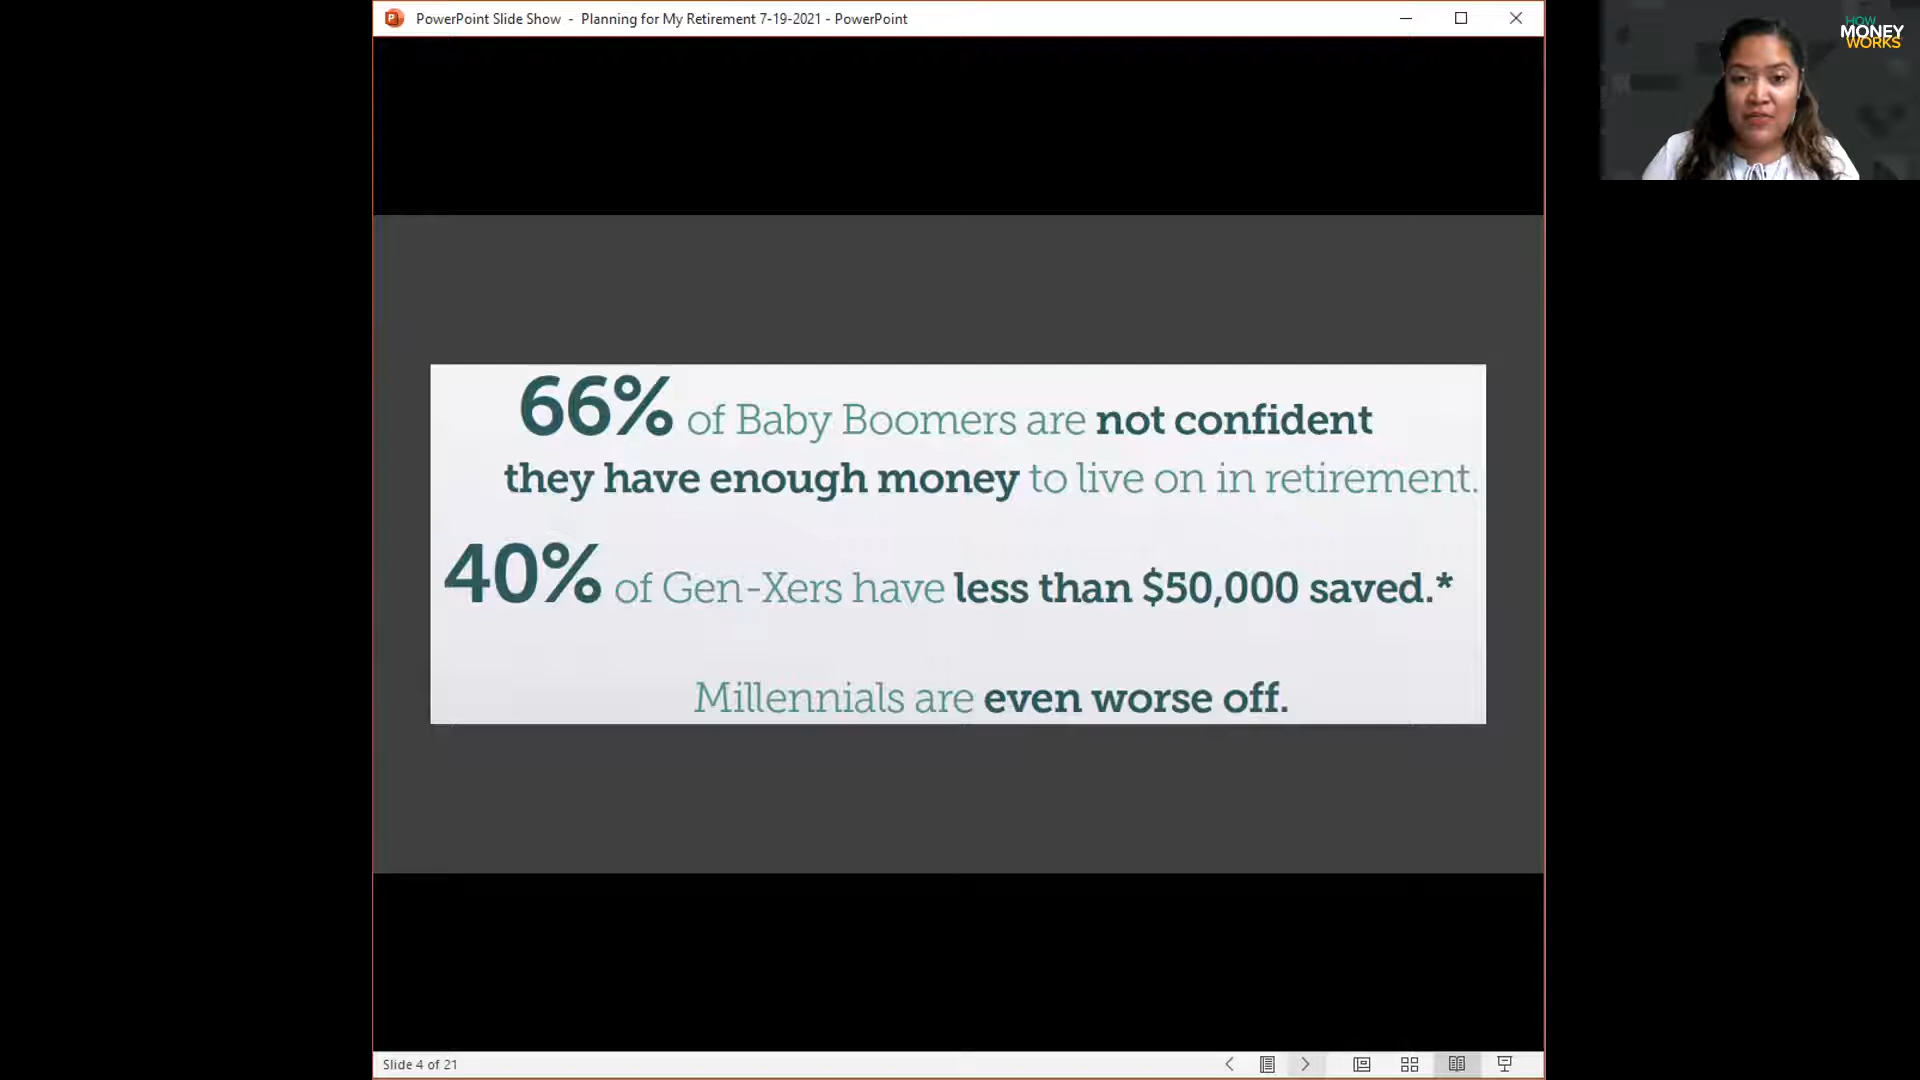 PowerPoint Slide Show - Planning for My Retirement 7-19-2021 - PowerPoint
HOW
MONEY
WORKS
66% of Baby Boomers are not confident
they have enough money to live on in retirement.
40% of Gen-Xers have less than $50,000 saved.*
Millennials are even worse off.
Slide 4 of 21